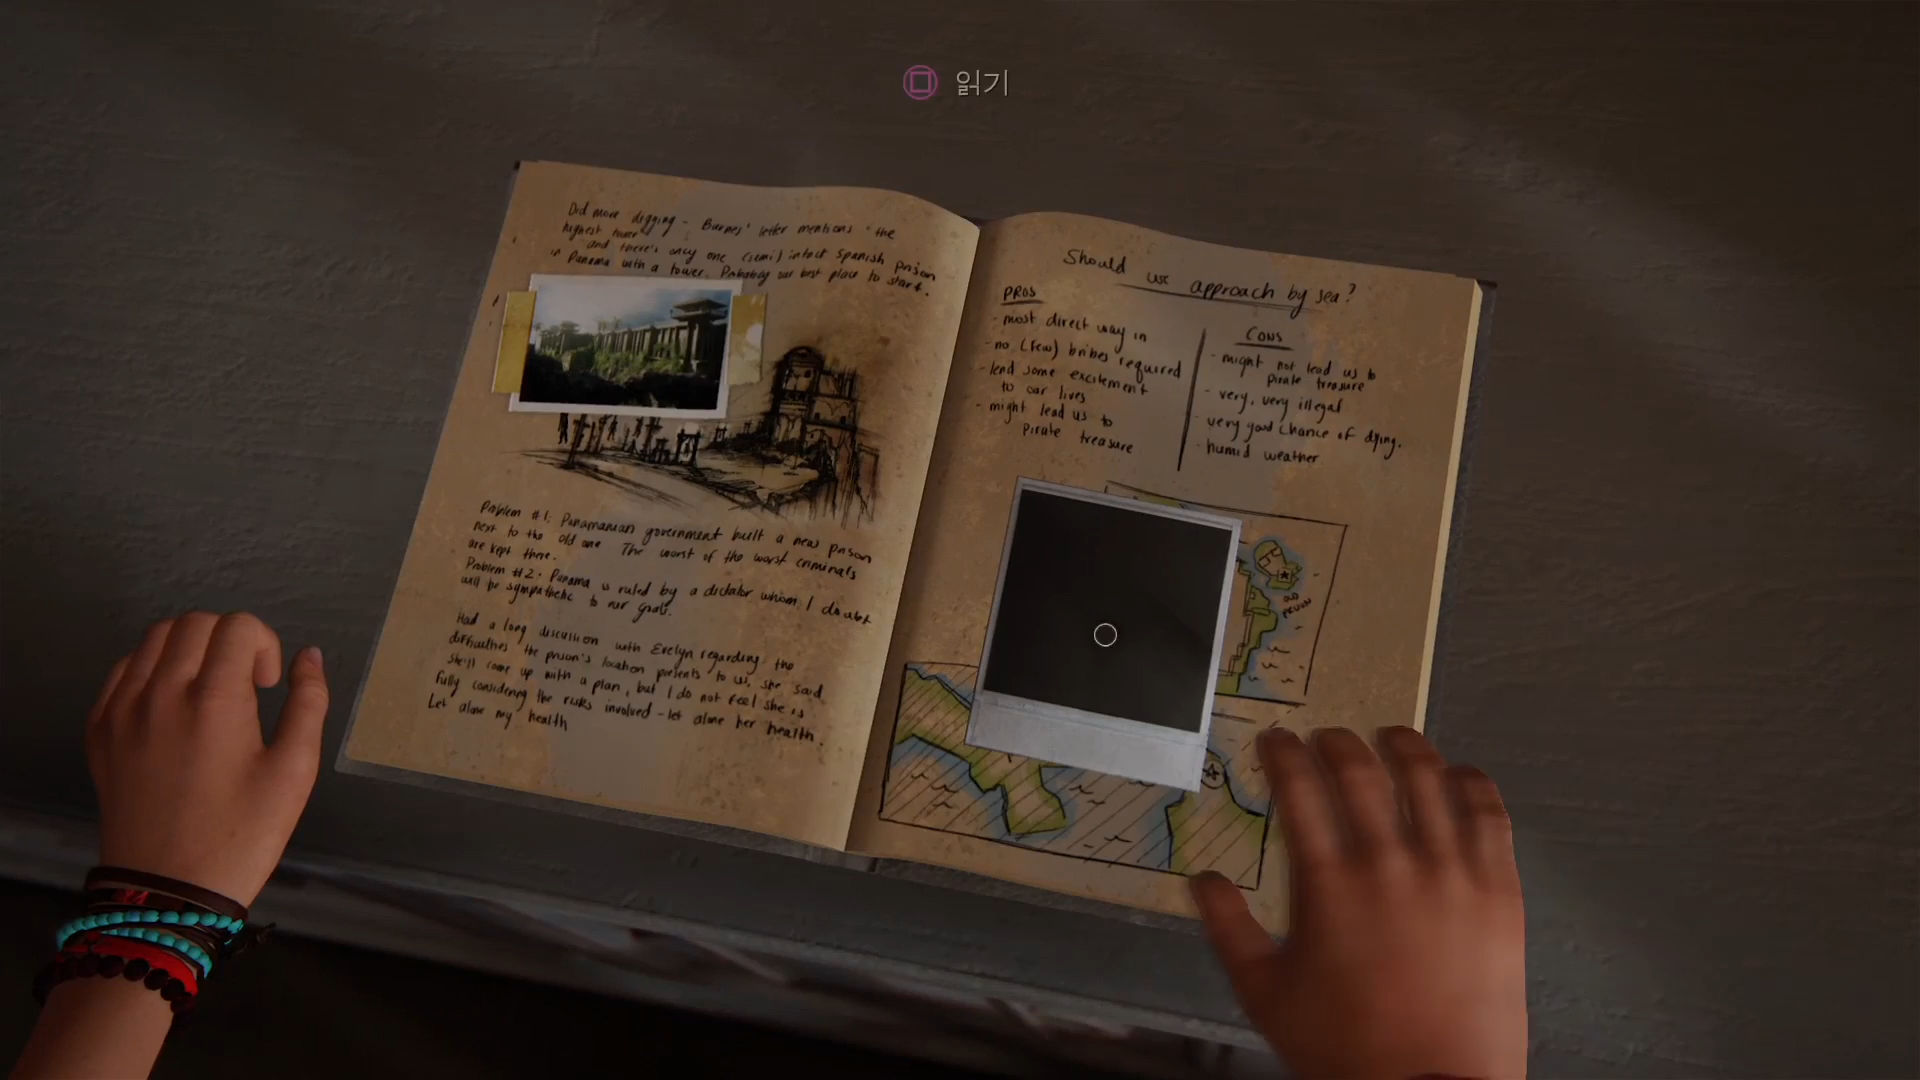 읽기
Did more digging - Barnes' letter mentions "the
highest tower"
and there's only one (semi) intact Spanish prison
in Panama with a tower. Probably our best place to start.
Problem #1: Panamanian government built a new prison
next to the old one The worst of the worst criminals
are kept there.
Problem #2: Panama is ruled by a dictator whom I doubt
will be sympathetic to our goals.
Had a long discussion with Evelyn regarding the
difficulties the prison's location presents to us, she said
she'll come up with a plan, but I do not feel she is
fully considering the risks involved - let alone her health.
Let alone my health
Should we approach by sea?
PROS
- most direct way in
- no (few) bribes required
- lend some excitement
to our lives
- might lead us to
pirate treasure
CONS
- might not lead us to
pirate treasure
- very, very illegal
- very good chance of dying.
- humid weather
OLD
PRISON